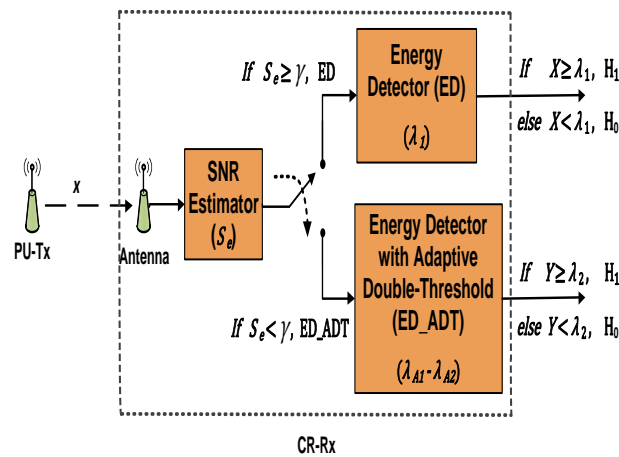 If S_e ≥ γ, ED
Energy
Detector (ED)
(λ_1)
If X ≥ λ_1, H_1
else X < λ_1, H_0
x
PU-Tx
Antenna
SNR
Estimator
(S_e)
If S_e < γ, ED_ADT
Energy Detector
with Adaptive
Double-Threshold
(ED_ADT)
(λ_A1 - λ_A2)
If Y ≥ λ_2, H_1
else Y < λ_2, H_0
CR-Rx